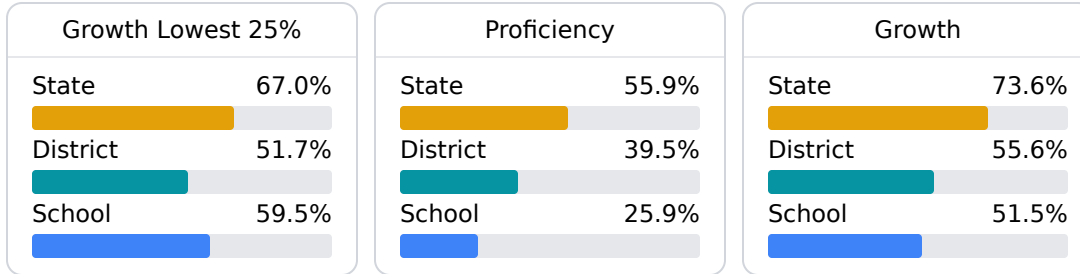 Growth Lowest 25%
State 67.0%
District 51.7%
School 59.5%
Proficiency
State 55.9%
District 39.5%
School 25.9%
Growth
State 73.6%
District 55.6%
School 51.5%